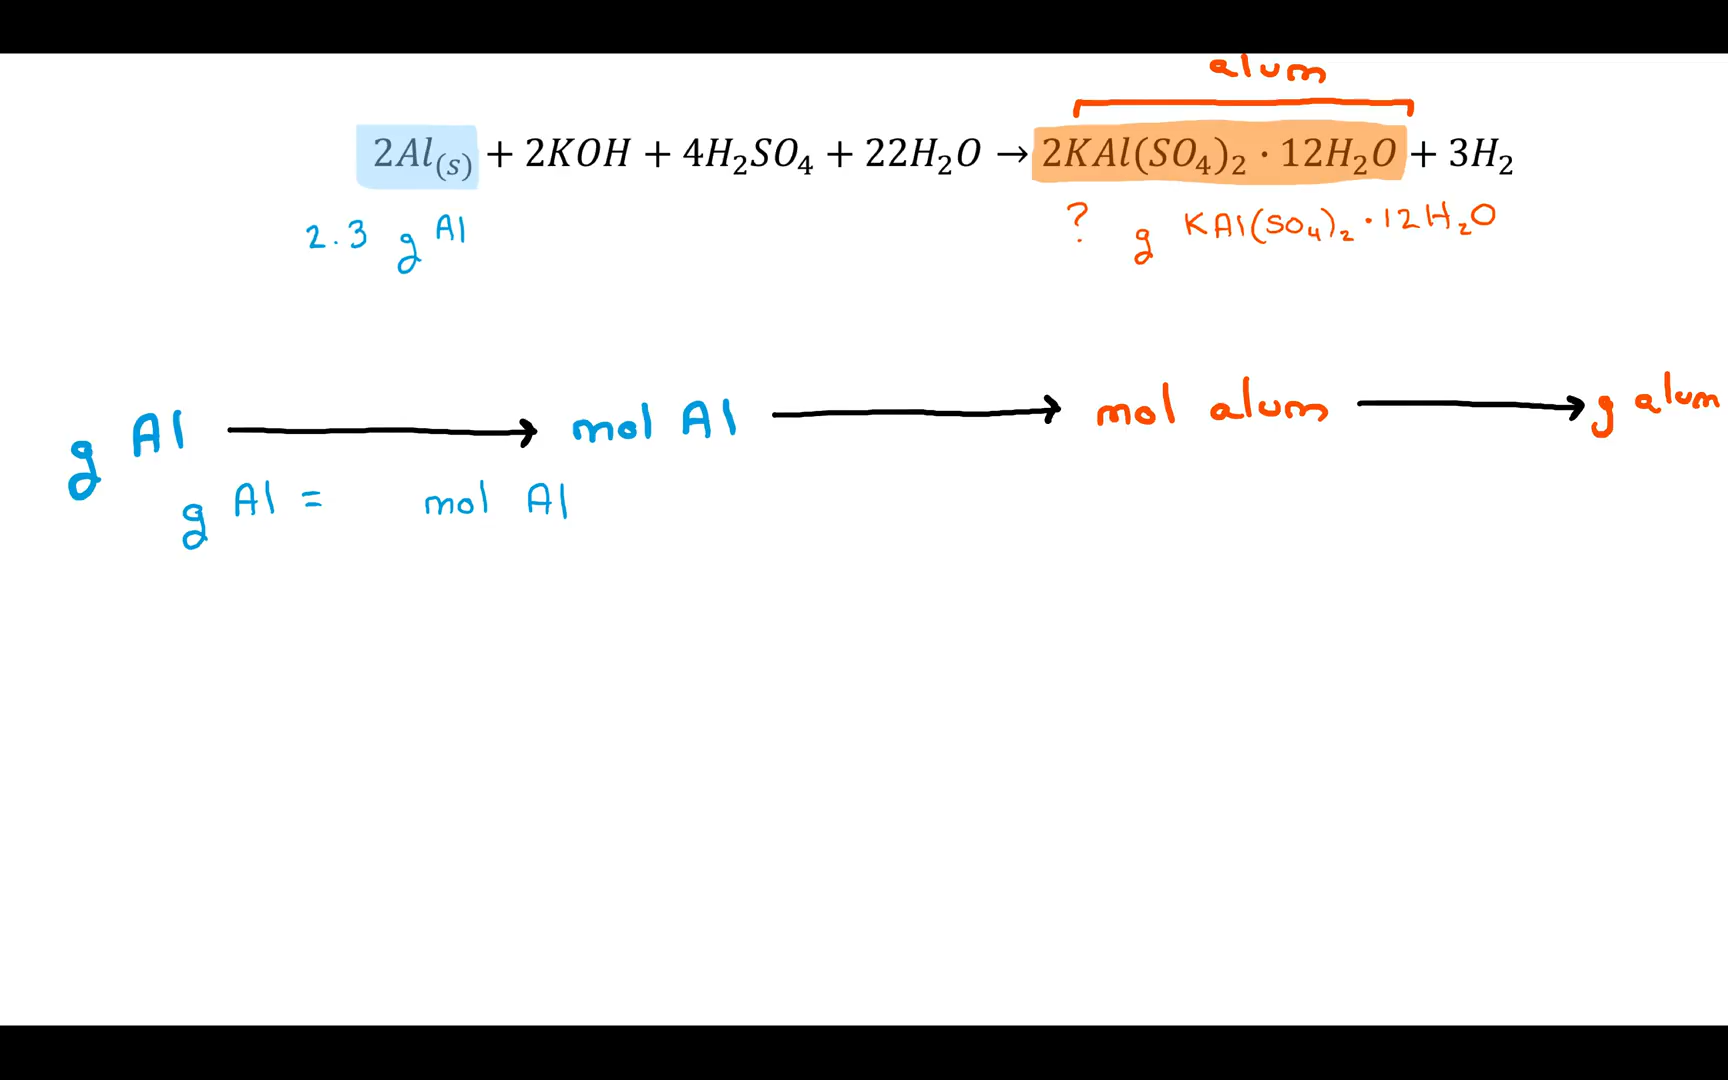 alum
2Al(s) + 2KOH + 4H₂SO₄ + 22H₂O → 2KAl(SO₄)₂ · 12H₂O + 3H₂
2.3 g Al ? g KAl(SO₄)₂ · 12H₂O
g Al → mol Al → mol alum → g alum
g Al = mol Al